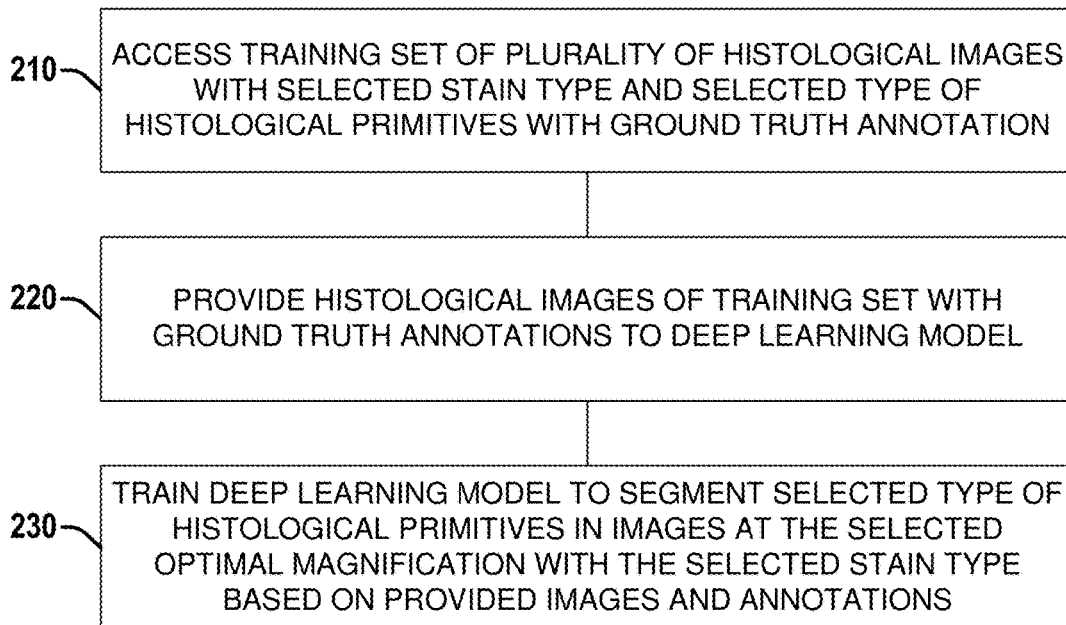 210
ACCESS TRAINING SET OF PLURALITY OF HISTOLOGICAL IMAGES
WITH SELECTED STAIN TYPE AND SELECTED TYPE OF
HISTOLOGICAL PRIMITIVES WITH GROUND TRUTH ANNOTATION
220
PROVIDE HISTOLOGICAL IMAGES OF TRAINING SET WITH
GROUND TRUTH ANNOTATIONS TO DEEP LEARNING MODEL
230
TRAIN DEEP LEARNING MODEL TO SEGMENT SELECTED TYPE OF
HISTOLOGICAL PRIMITIVES IN IMAGES AT THE SELECTED
OPTIMAL MAGNIFICATION WITH THE SELECTED STAIN TYPE
BASED ON PROVIDED IMAGES AND ANNOTATIONS